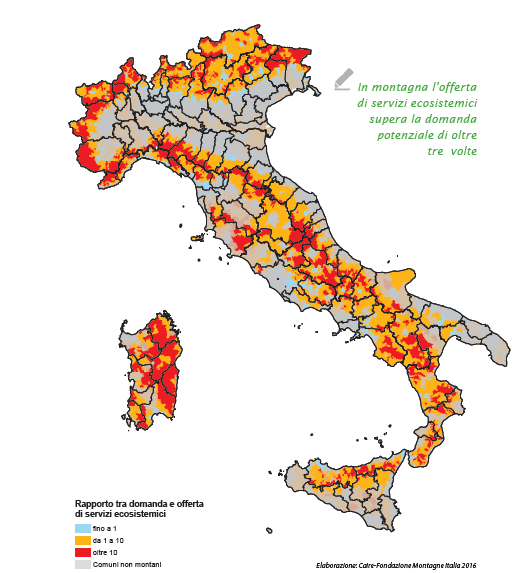 In montagna l'offerta
di servizi ecosistemici
supera la domanda
potenziale di oltre
tre volte
Rapporto tra domanda e offerta
di servizi ecosistemici
fino a 1
da 1 a 10
oltre 10
Comuni non montani
Elaborazione: Caire-Fondazione Montagne Italia 2016